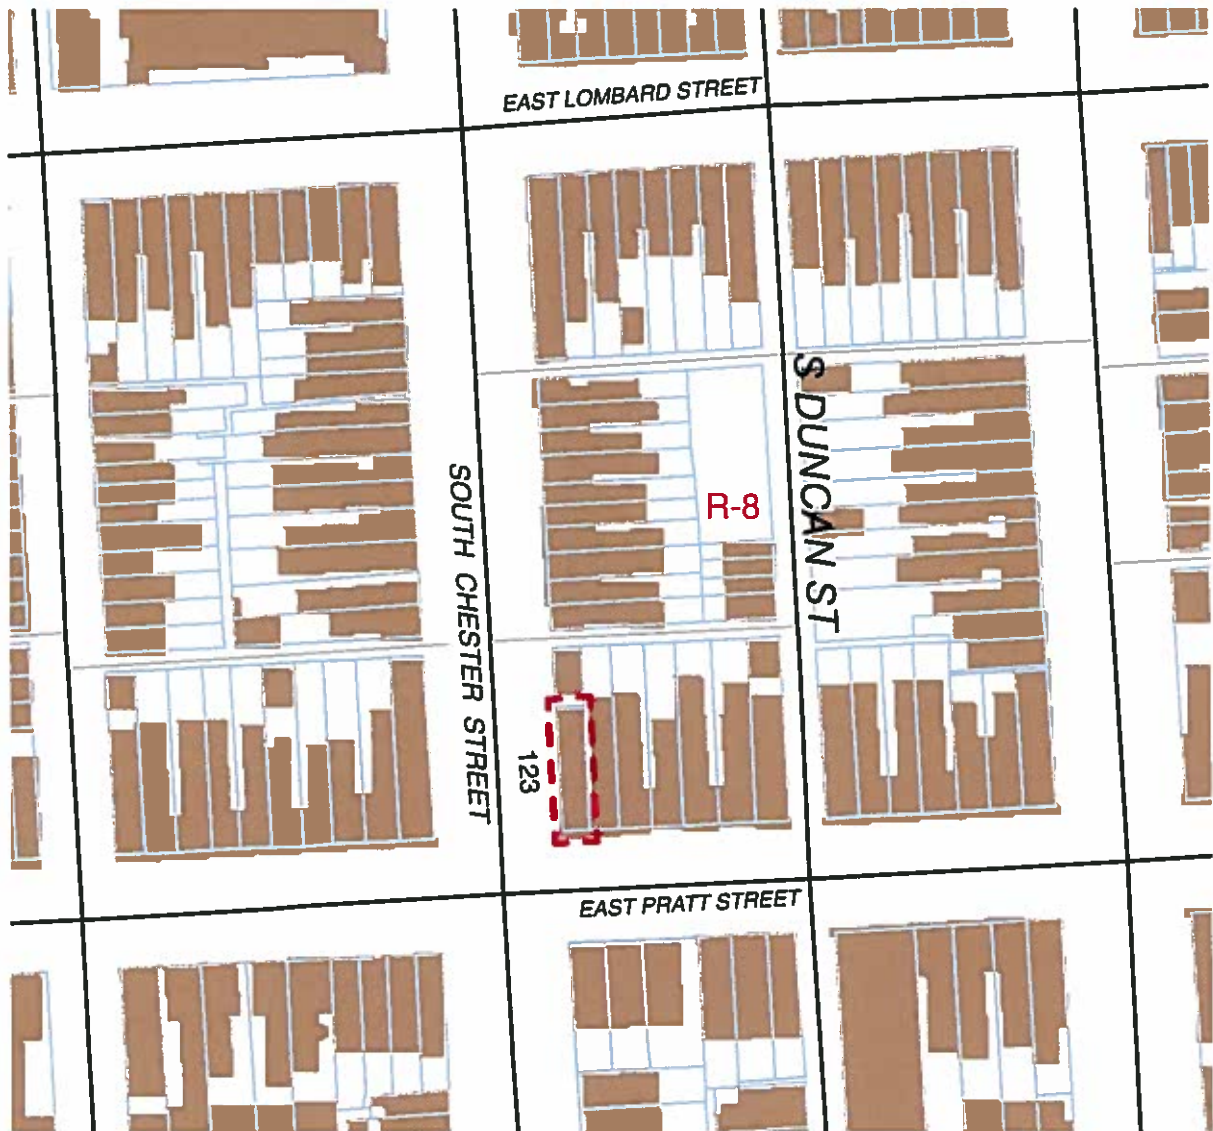 EAST LOMBARD STREET
S DUNCAN ST
SOUTH CHESTER STREET
R-8
123
EAST PRATT STREET